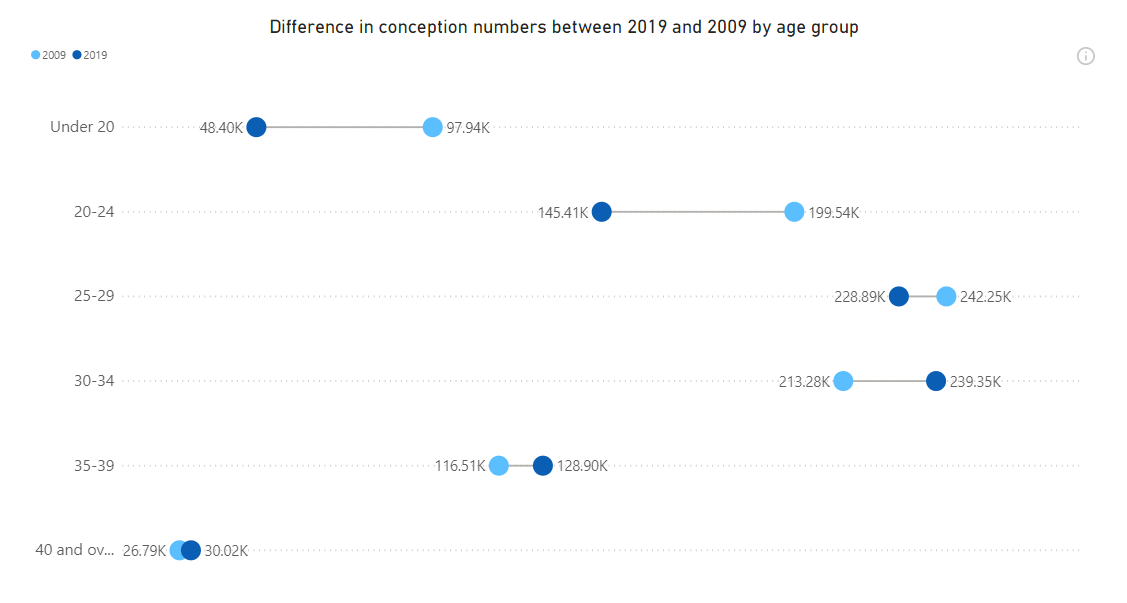 Difference in conception numbers between 2019 and 2009 by age group
2009 2019
Under 20 48.40K 97.94K
20-24 145.41K 199.54K
25-29 228.89K 242.25K
30-34 213.28K 239.35K
35-39 116.51K 128.90K
40 and ov... 26.79K 30.02K